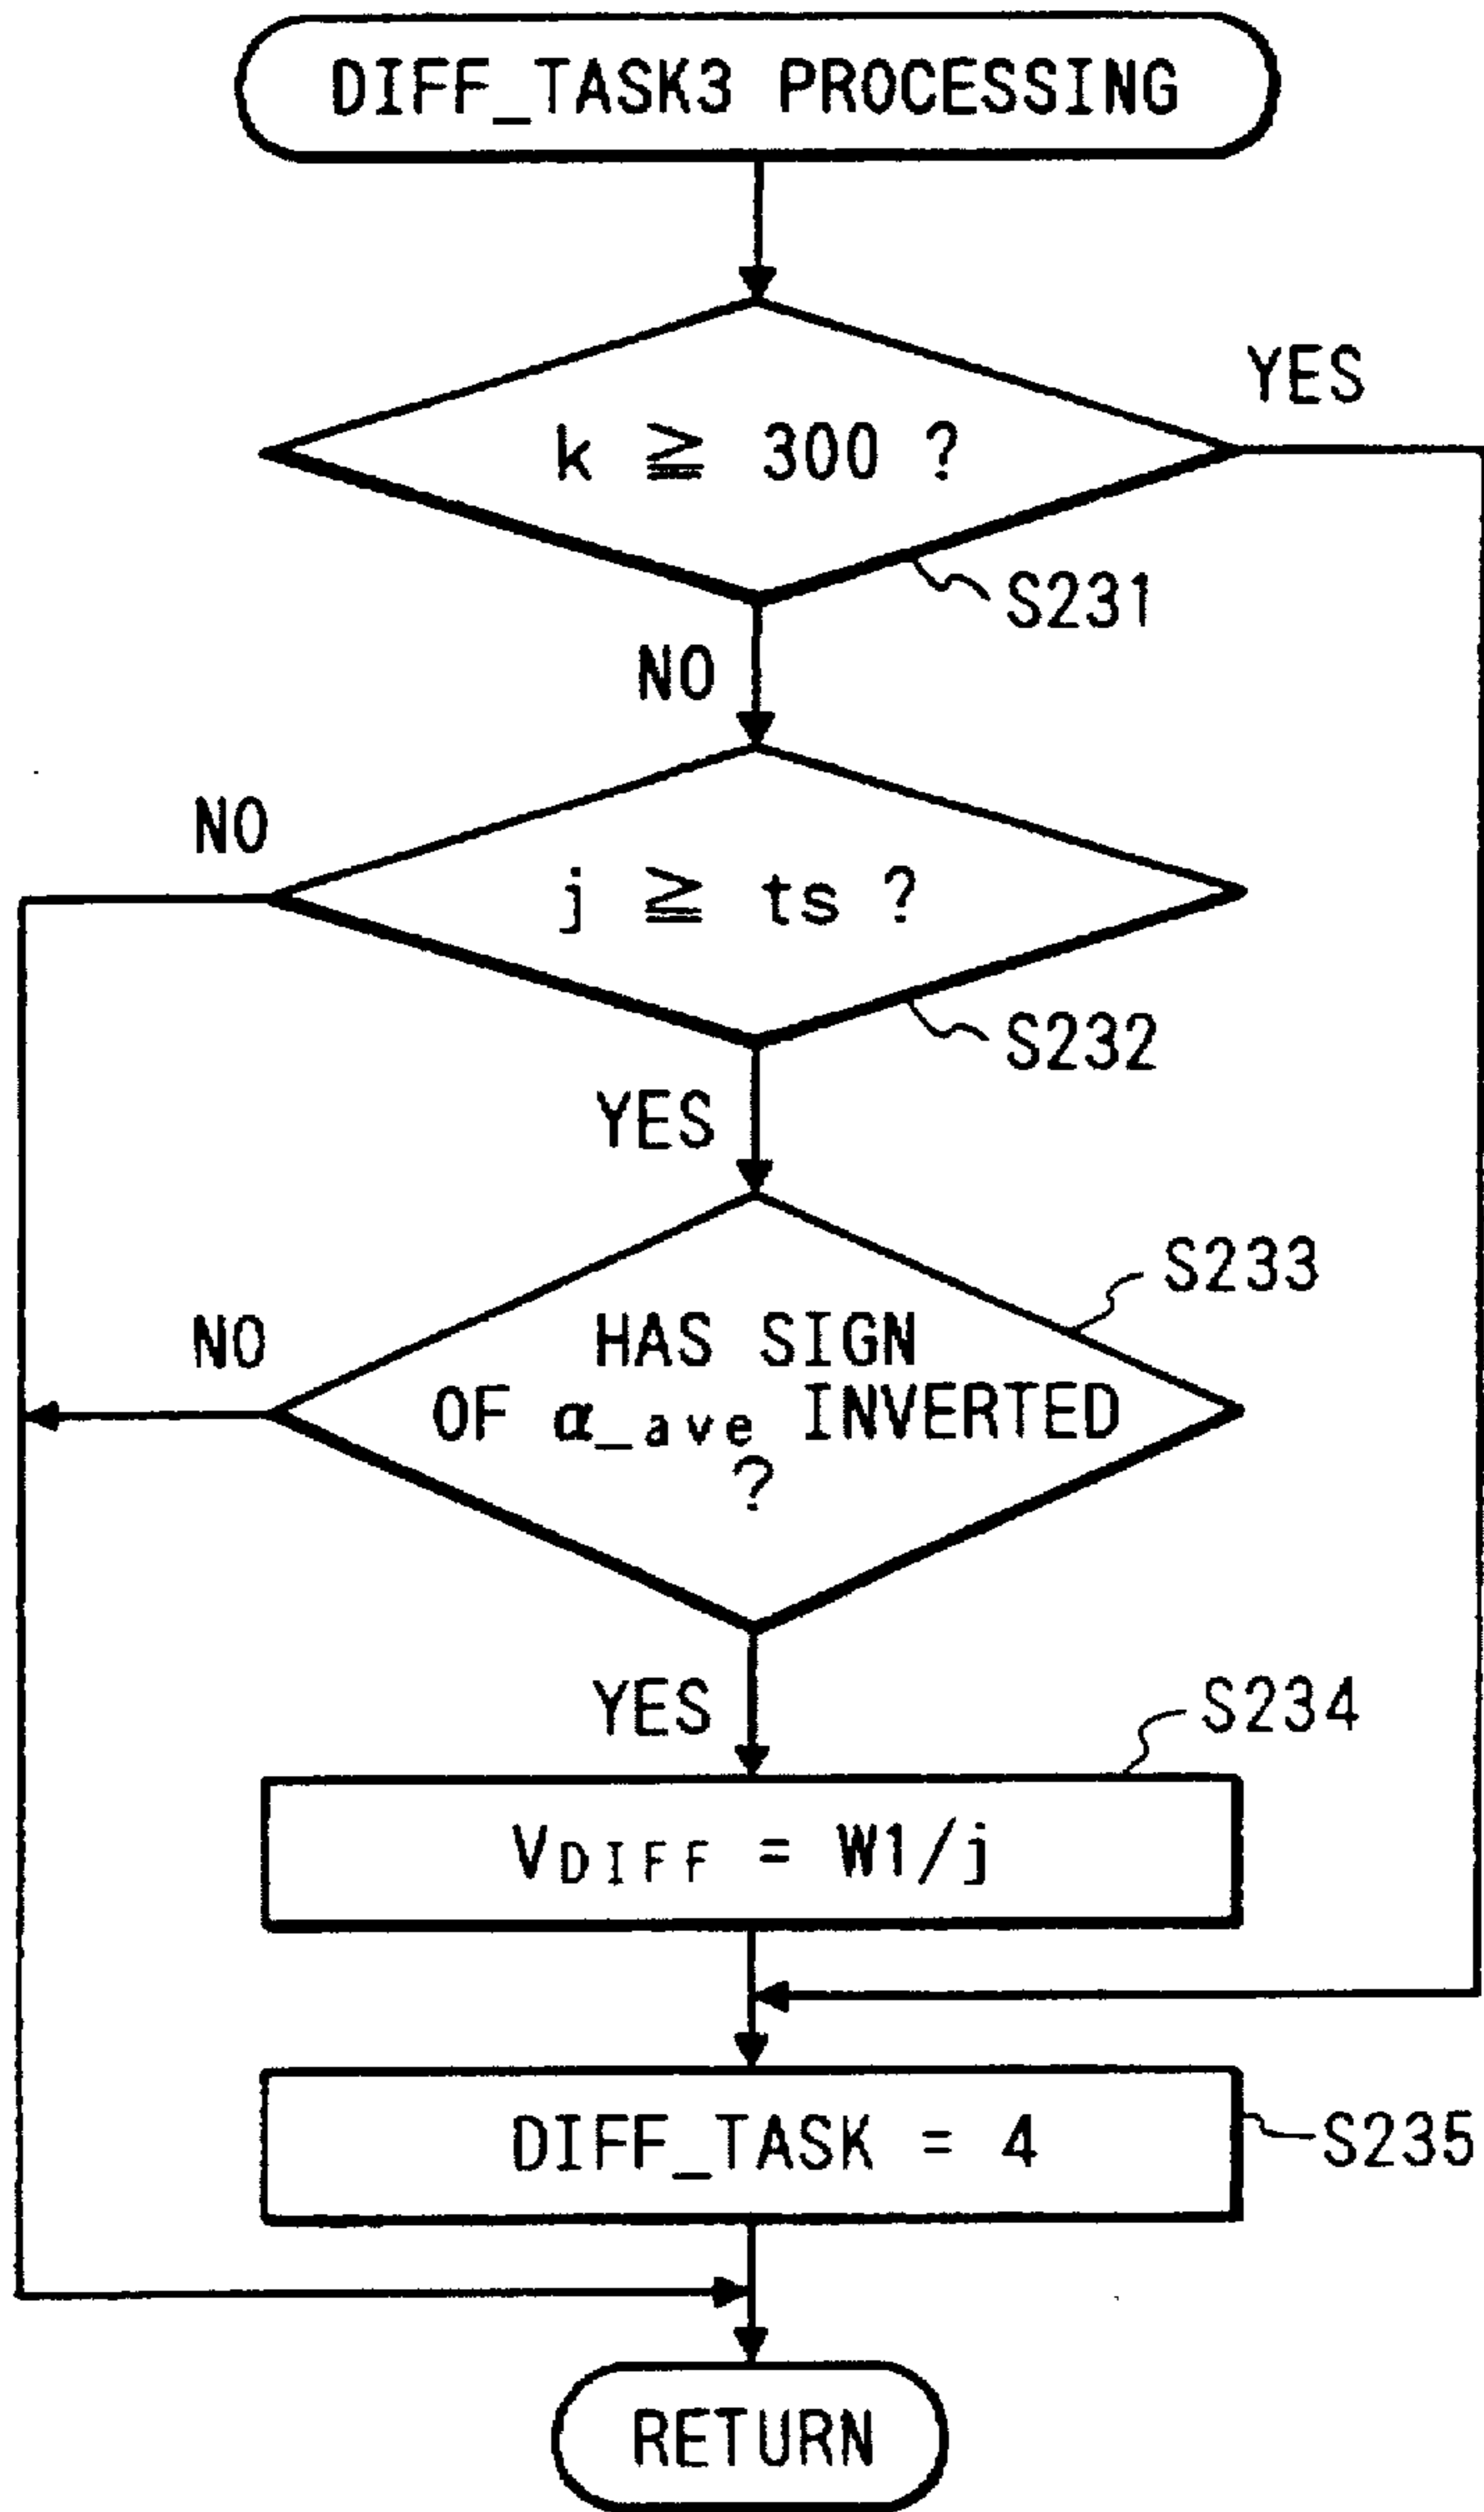 DIFF_TASK3 PROCESSING
YES
k ≧ 300 ?
S231
NO
NO
j ≧ ts ?
S232
YES
S233
HAS SIGN
NO
OF α_ave INVERTED
?
YES
S234
VDIFF = W1/j
DIFF_TASK = 4
S235
RETURN